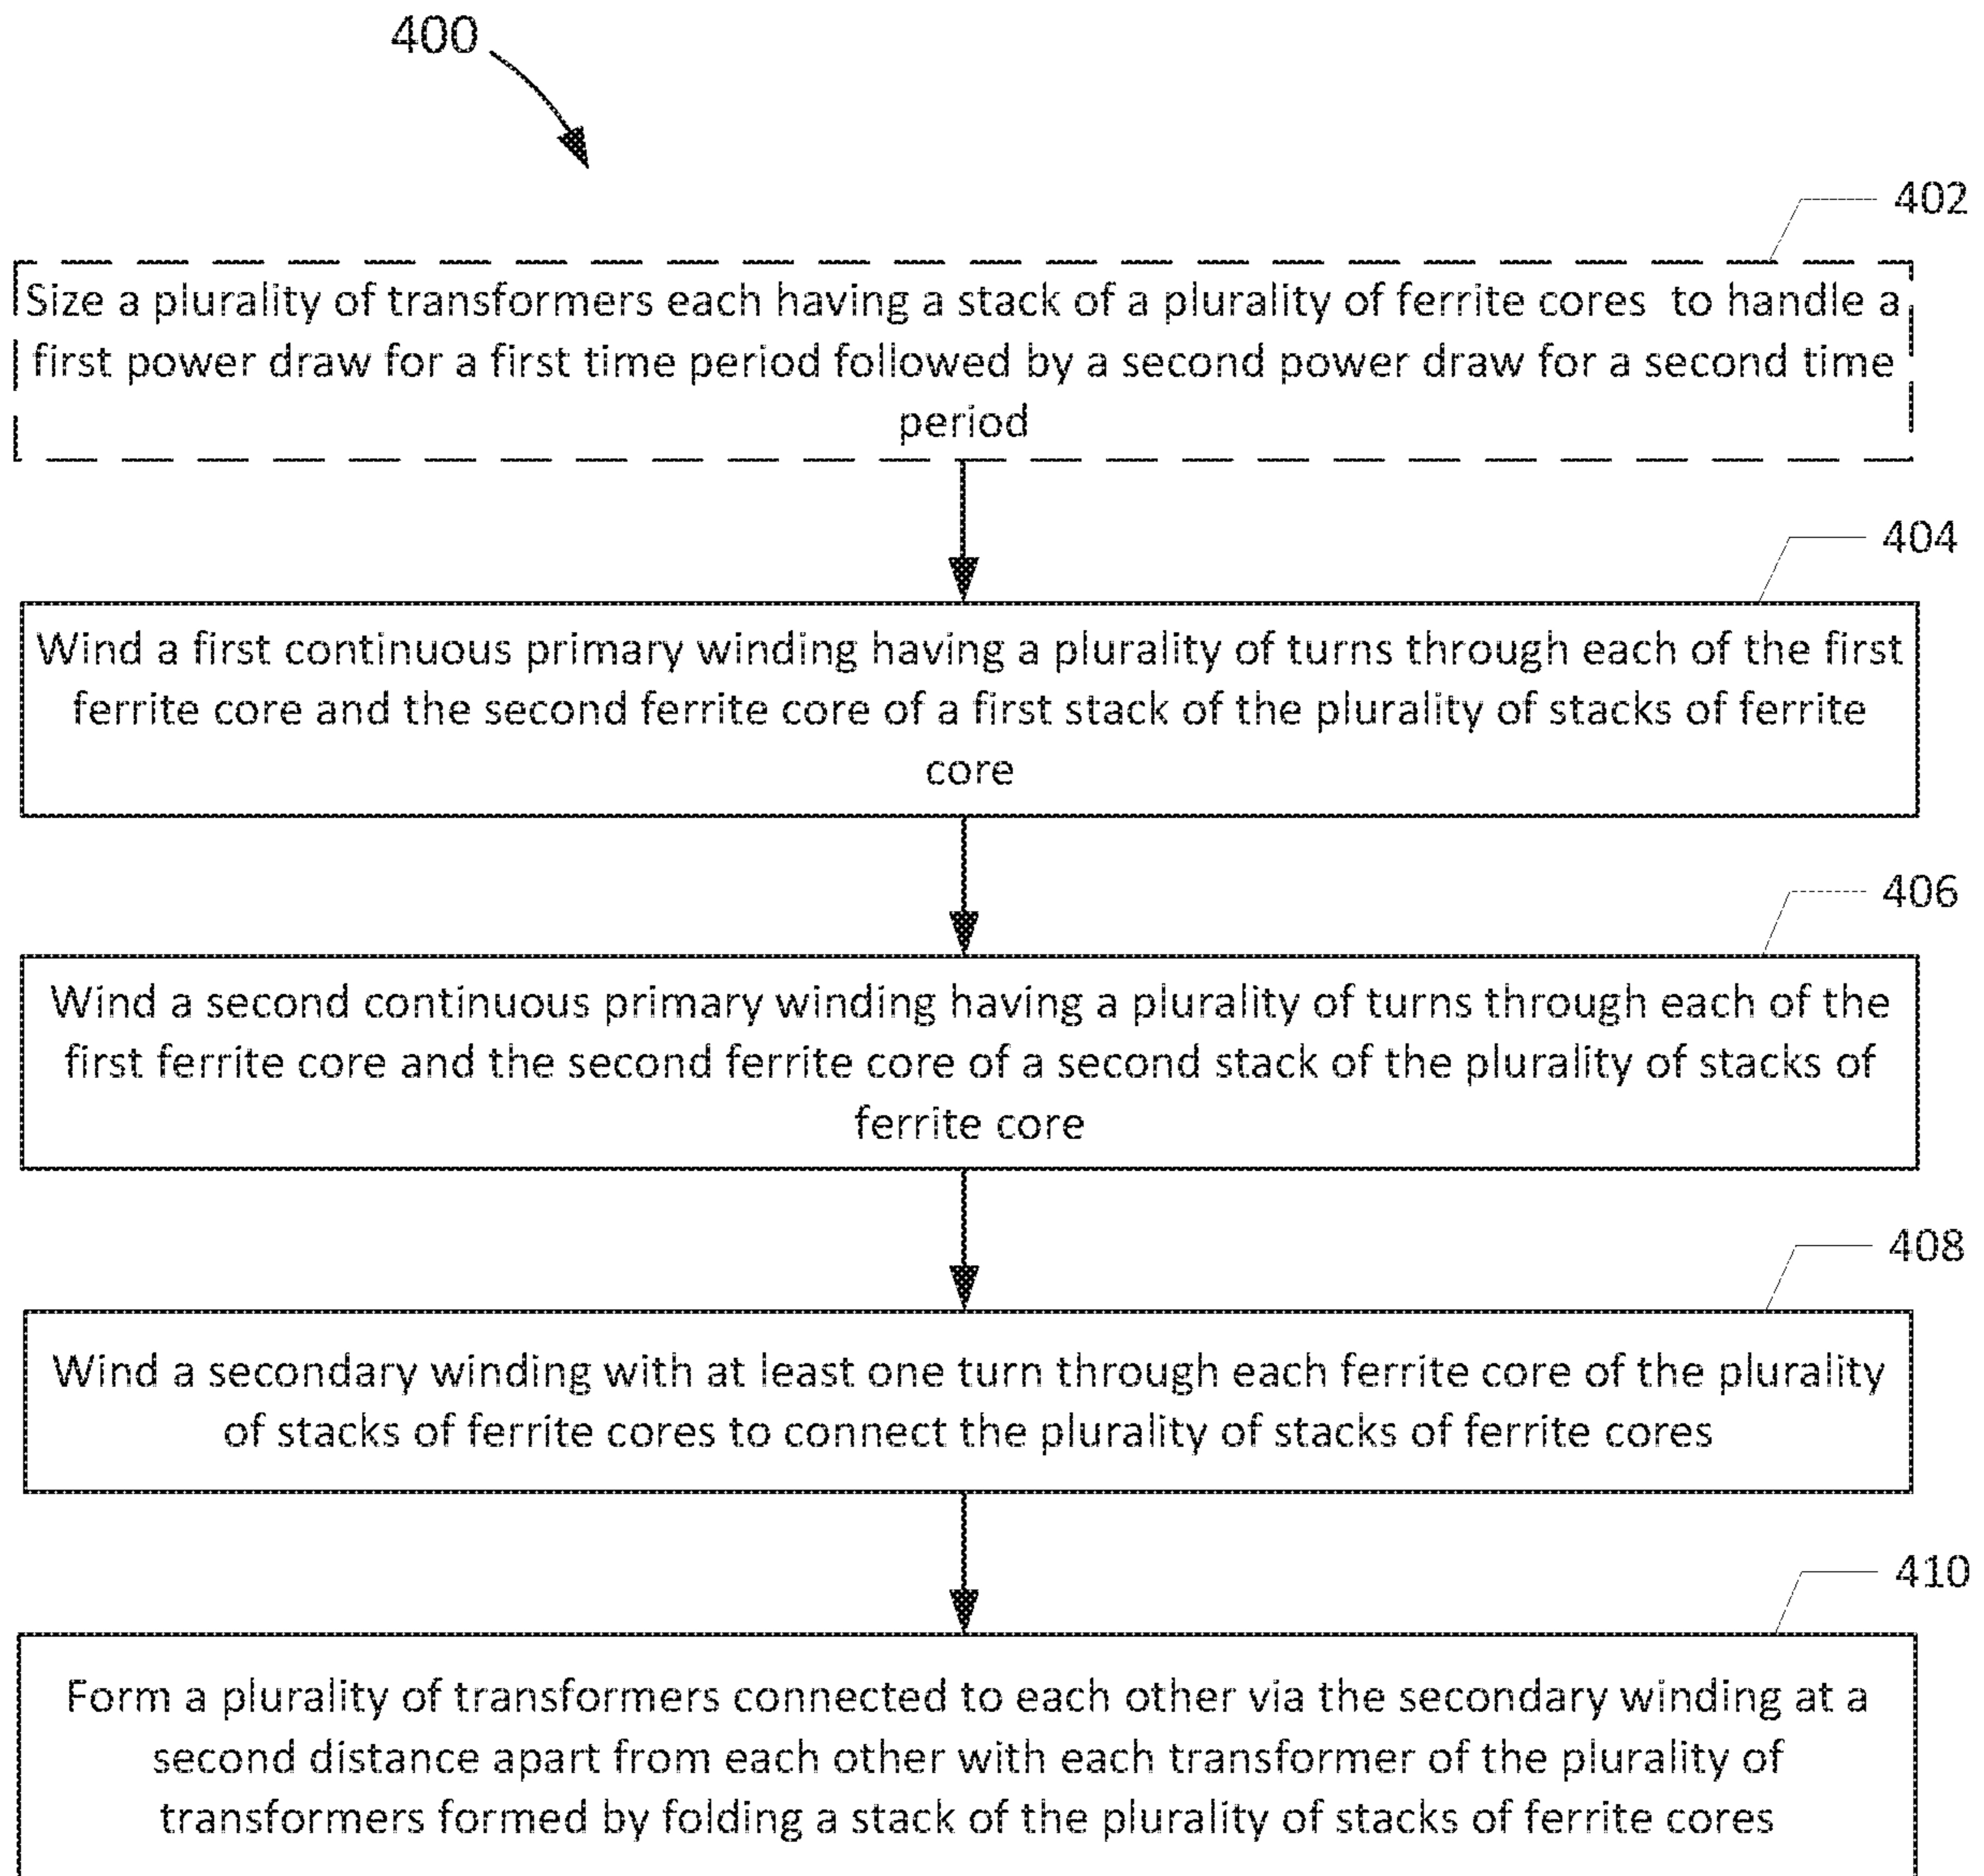 400
402
Size a plurality of transformers each having a stack of a plurality of ferrite cores to handle a
first power draw for a first time period followed by a second power draw for a second time
period
404
Wind a first continuous primary winding having a plurality of turns through each of the first
ferrite core and the second ferrite core of a first stack of the plurality of stacks of ferrite
core
406
Wind a second continuous primary winding having a plurality of turns through each of the
first ferrite core and the second ferrite core of a second stack of the plurality of stacks of
ferrite core
408
Wind a secondary winding with at least one turn through each ferrite core of the plurality
of stacks of ferrite cores to connect the plurality of stacks of ferrite cores
410
Form a plurality of transformers connected to each other via the secondary winding at a
second distance apart from each other with each transformer of the plurality of
transformers formed by folding a stack of the plurality of stacks of ferrite cores